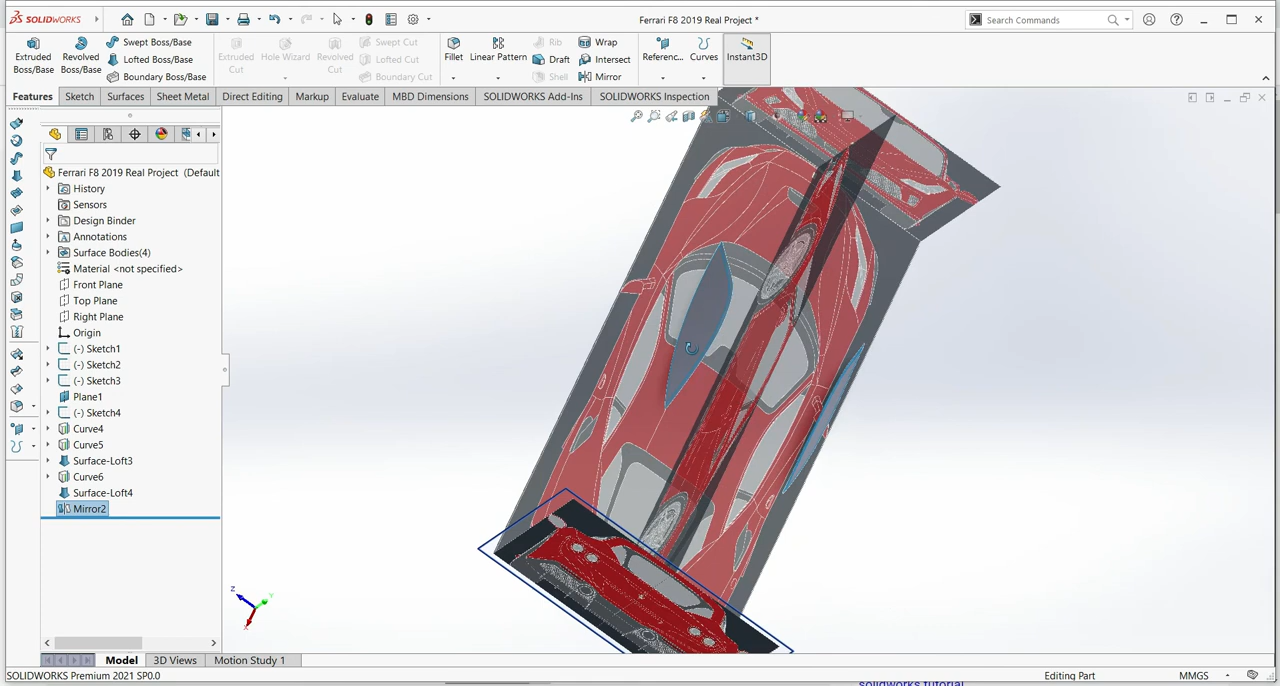 SOLIDWORKS
Ferrari F8 2019 Real Project *
Search Commands
Extruded Boss/Base
Revolved Boss/Base
Swept Boss/Base
Lofted Boss/Base
Boundary Boss/Base
Extruded Cut
Hole Wizard
Revolved Cut
Swept Cut
Lofted Cut
Boundary Cut
Fillet
Linear Pattern
Rib
Draft
Shell
Wrap
Intersect
Mirror
Referenc...
Curves
Instant3D
Features
Sketch
Surfaces
Sheet Metal
Direct Editing
Markup
Evaluate
MBD Dimensions
SOLIDWORKS Add-Ins
SOLIDWORKS Inspection
Ferrari F8 2019 Real Project (Default
History
Sensors
Design Binder
Annotations
Surface Bodies(4)
Material <not specified>
Front Plane
Top Plane
Right Plane
Origin
(-) Sketch1
(-) Sketch2
(-) Sketch3
Plane1
(-) Sketch4
Curve4
Curve5
Surface-Loft3
Curve6
Surface-Loft4
Mirror2
Z
Y
X
Model
3D Views
Motion Study 1
SOLIDWORKS Premium 2021 SP0.0
Editing Part
MMGS
solidworks tutorial